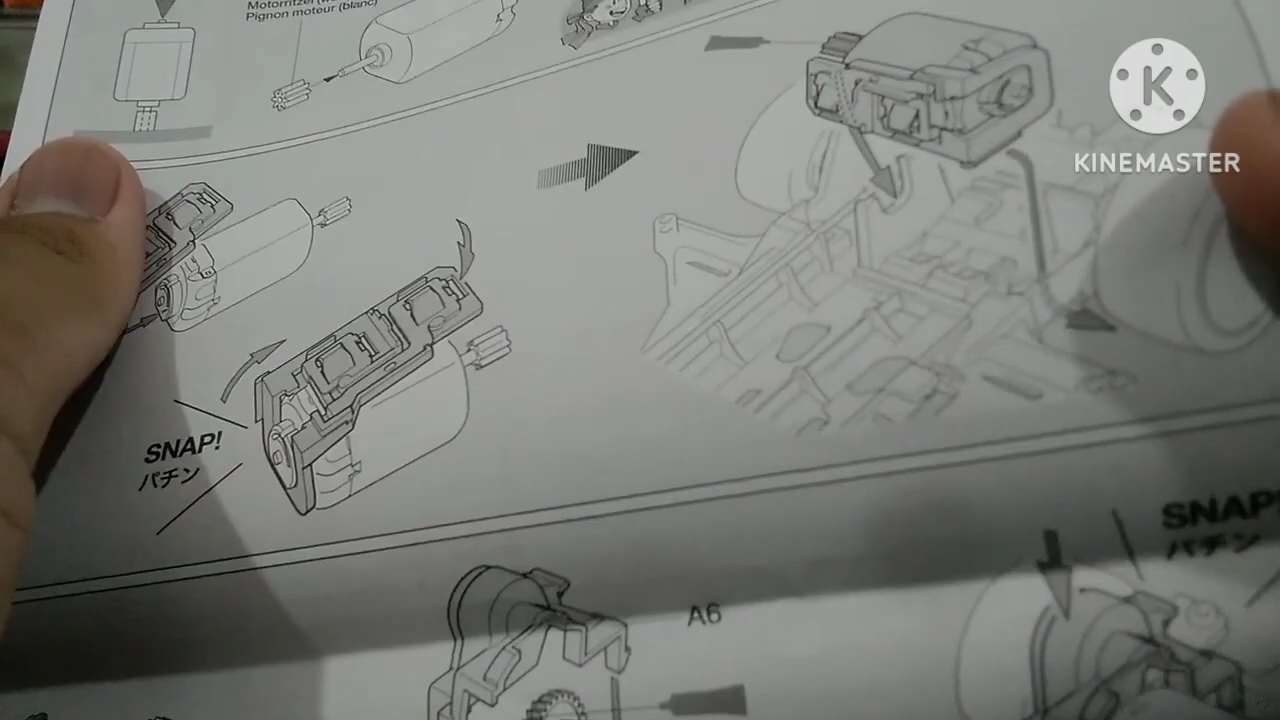 Pignon moteur (blanc)
K
KINEMASTER
SNAP!
パチン
SNAP!
パチン
A6